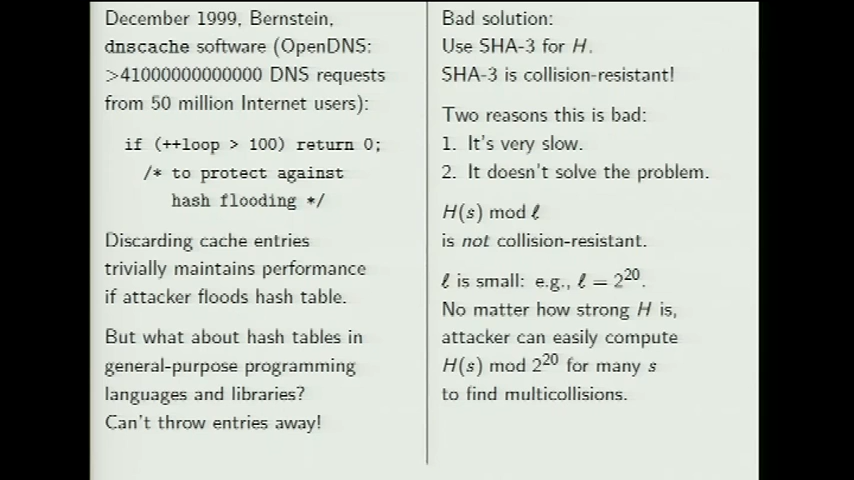 December 1999, Bernstein,
dnscache software (OpenDNS:
>41000000000000 DNS requests
from 50 million Internet users):
if (++loop > 100) return 0;
/* to protect against
hash flooding */
Discarding cache entries
trivially maintains performance
if attacker floods hash table.
But what about hash tables in
general-purpose programming
languages and libraries?
Can't throw entries away!
Bad solution:
Use SHA-3 for H.
SHA-3 is collision-resistant!
Two reasons this is bad:
1. It's very slow.
2. It doesn't solve the problem.
H(s) mod ℓ
is not collision-resistant.
ℓ is small: e.g., ℓ = 2²⁰.
No matter how strong H is,
attacker can easily compute
H(s) mod 2²⁰ for many s
to find multicollisions.